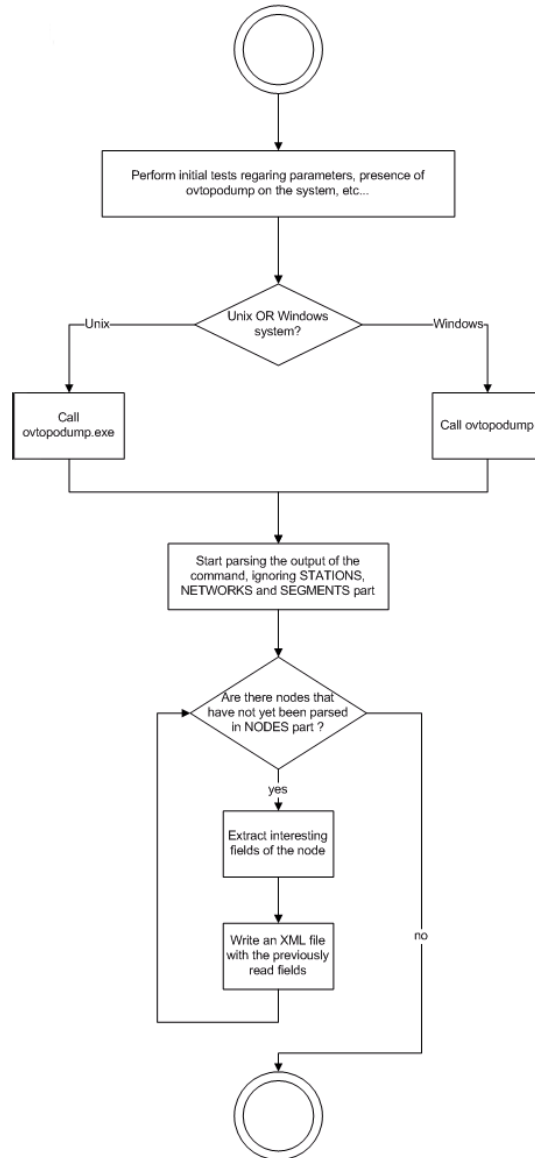 Perform initial tests regaring parameters, presence of
ovtopodump on the system, etc...
Unix OR Windows
system?
Unix
Windows
Call
ovtopodump.exe
Call ovtopodump
Start parsing the output of the
command, ignoring STATIONS,
NETWORKS and SEGMENTS part
Are there nodes that
have not yet been parsed
in NODES part ?
yes
Extract interesting
fields of the node
Write an XML file
with the previously
read fields
no